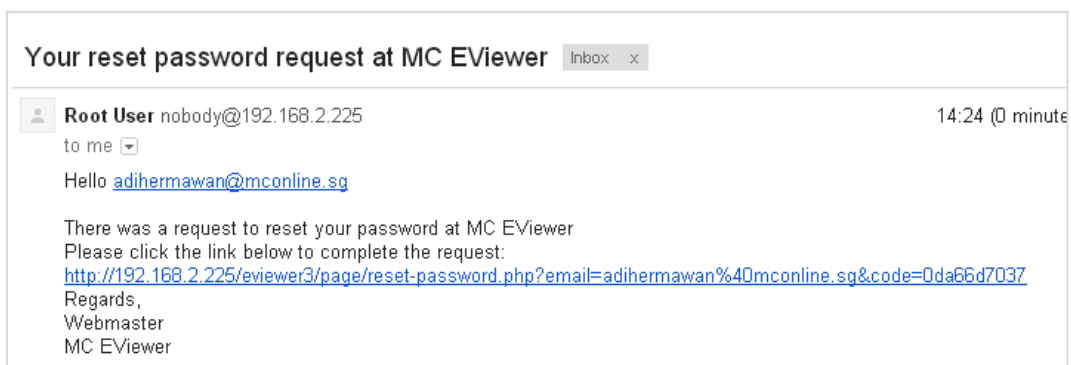 Your reset password request at MC EViewer Inbox x
Root User nobody@192.168.2.225 14:24 (0 minute
to me
Hello adihermawan@mconline.sg
There was a request to reset your password at MC EViewer
Please click the link below to complete the request:
http://192.168.2.225/eviewer3/page/reset-password.php?email=adihermawan%40mconline.sg&code=0da66d7037
Regards,
Webmaster
MC EViewer